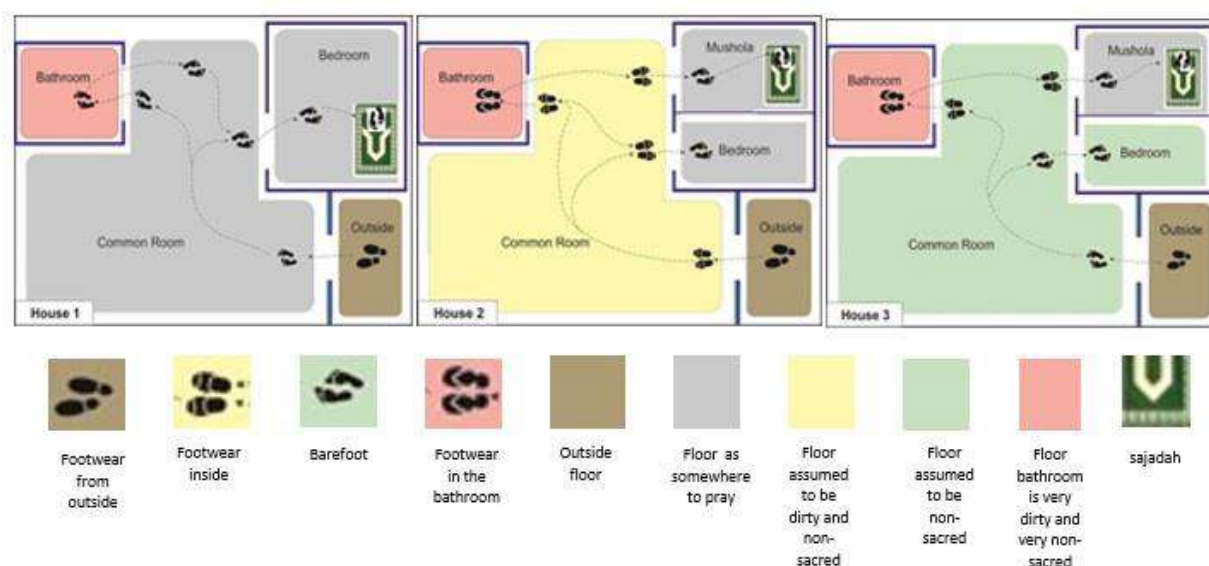 Bathroom
Bedroom
Common Room
Outside
House 1
Bathroom
Mushola
Bedroom
Common Room
Outside
House 2
Bathroom
Mushola
Bedroom
Common Room
Outside
House 3
Footwear
from
outside
Footwear
inside
Barefoot
Footwear
in the
bathroom
Outside
floor
Floor as
somewhere
to pray
Floor
assumed
to be
dirty and
non-
sacred
Floor
assumed
to be
non-
sacred
Floor
bathroom
is very
dirty and
very non-
sacred
sajadah